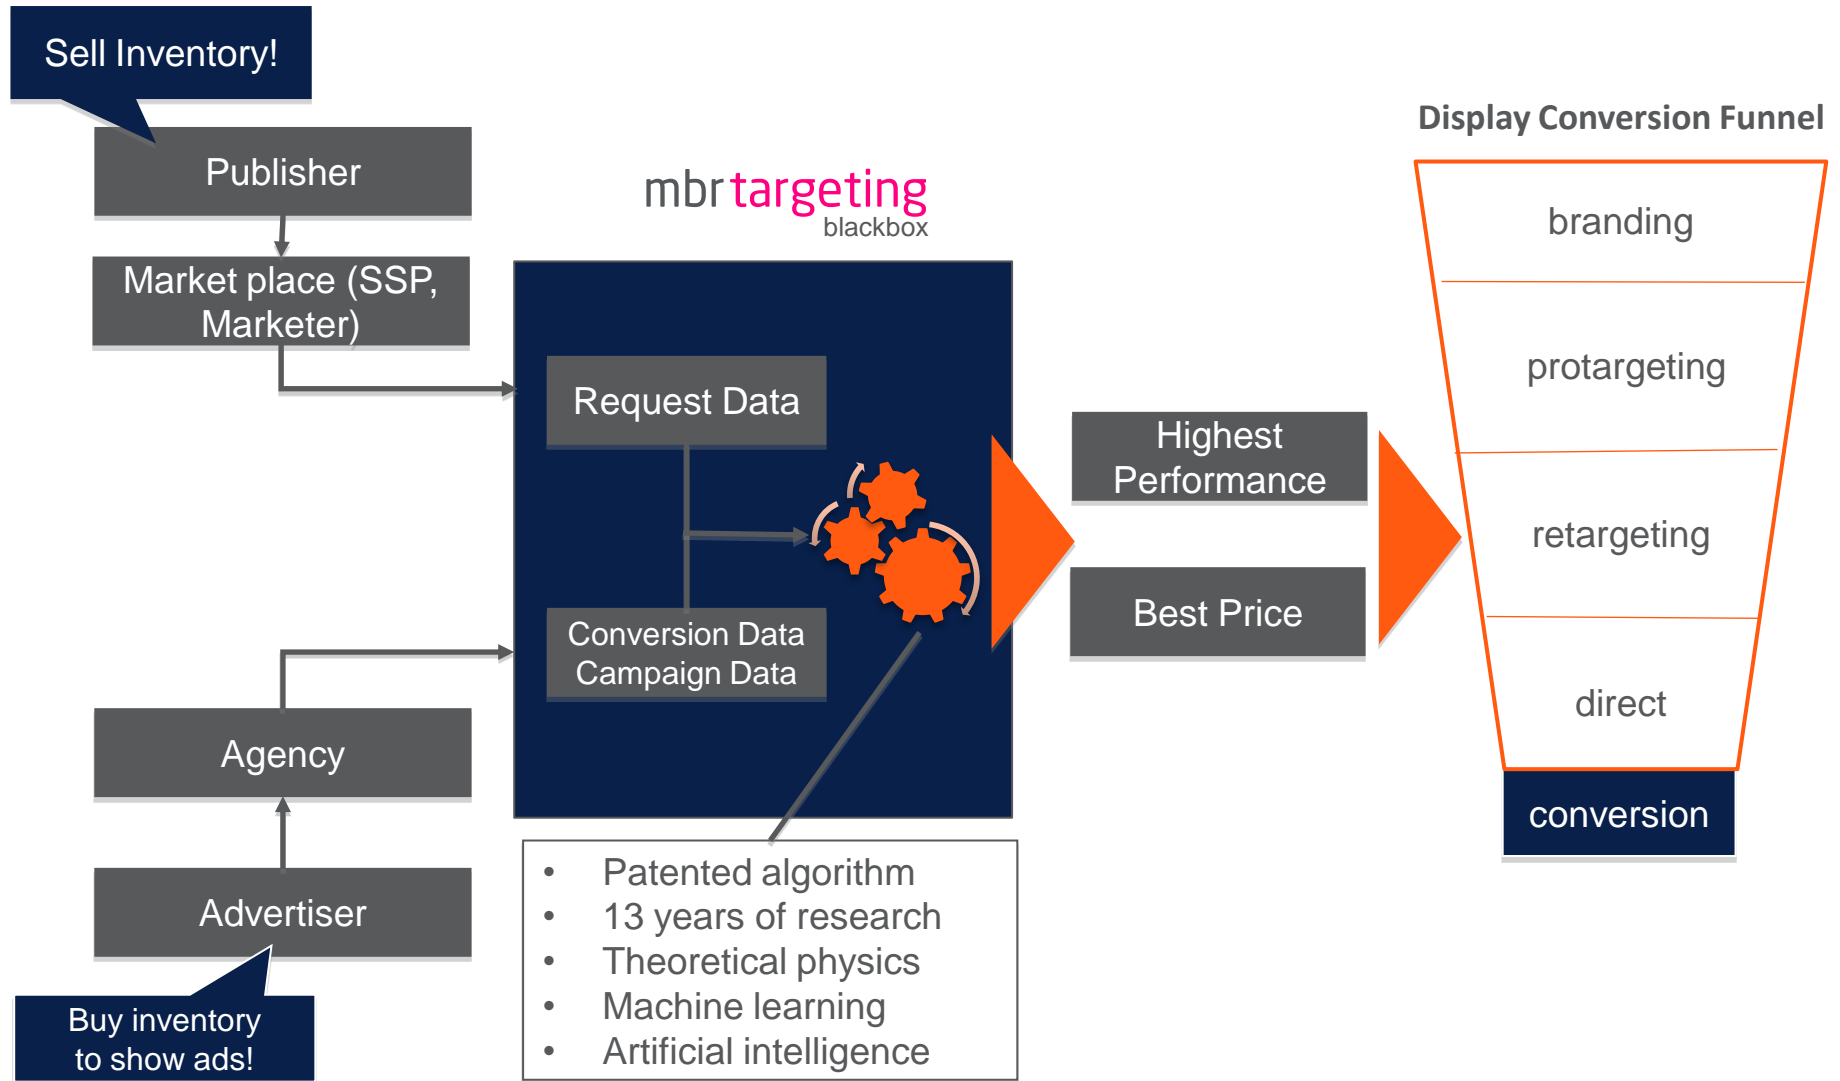 Sell Inventory!
Publisher
Market place (SSP,
Marketer)
mbr targeting
blackbox
Request Data
Conversion Data
Campaign Data
Agency
Advertiser
Buy inventory
to show ads!
• Patented algorithm
• 13 years of research
• Theoretical physics
• Machine learning
• Artificial intelligence
Highest
Performance
Best Price
Display Conversion Funnel
branding
protargeting
retargeting
direct
conversion